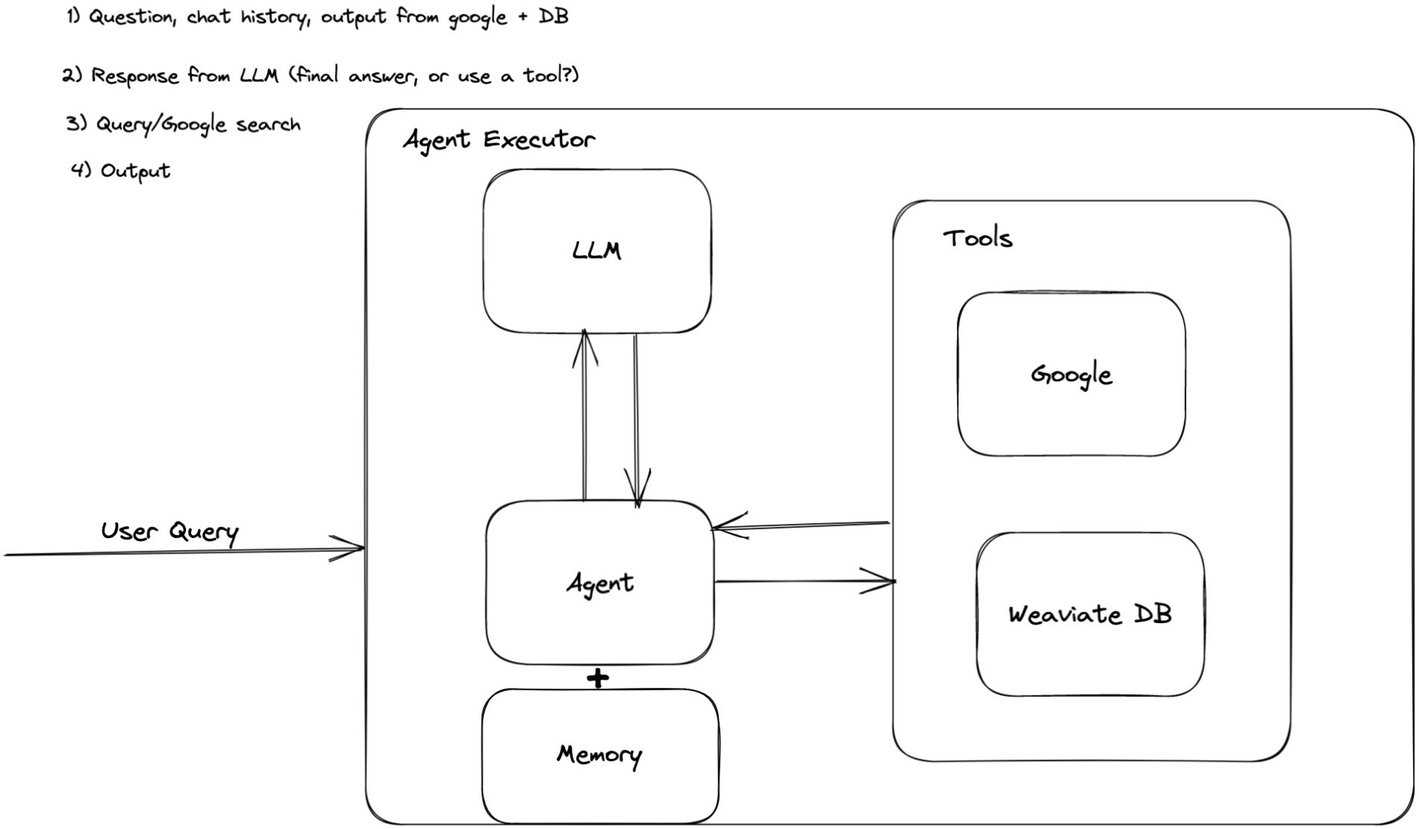 1) Question, chat history, output from google + DB
2) Response from LLM (final answer, or use a tool?)
3) Query/Google search
4) Output
Agent Executor
LLM
Tools
Google
User Query
Agent
Weaviate DB
+
Memory